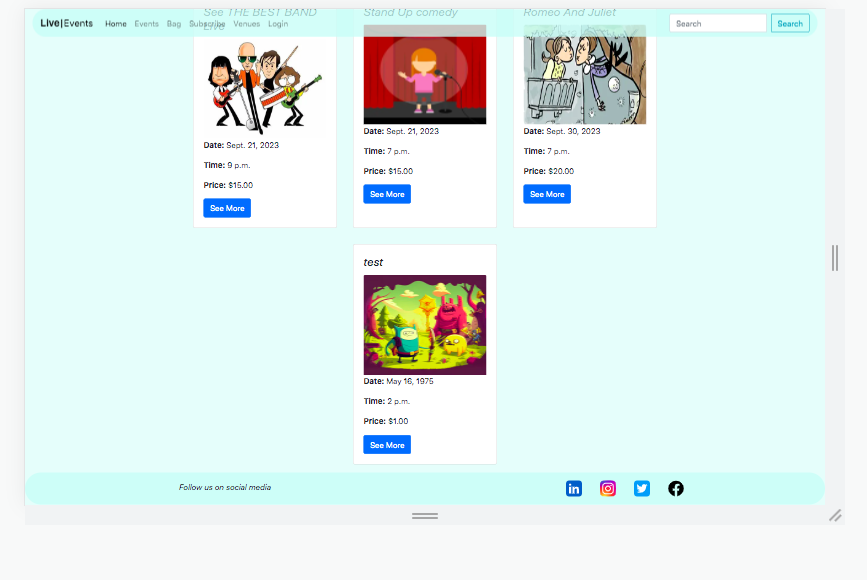 See THE BEST BAND
Live
Stand Up comedy
Romeo And Juliet
Live|Events Home Events Bag Subscribe Venues Login
Search Search
Date: Sept. 21, 2023
Time: 9 p.m.
Price: $15.00
See More
Date: Sept. 21, 2023
Time: 7 p.m.
Price: $15.00
See More
Date: Sept. 30, 2023
Time: 7 p.m.
Price: $20.00
See More
test
Date: May 16, 1975
Time: 2 p.m.
Price: $1.00
See More
Follow us on social media
in